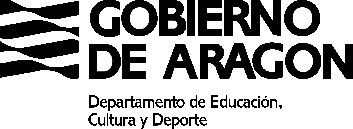 GOBIERNO
DE ARAGON
Departamento de Educación,
Cultura y Deporte